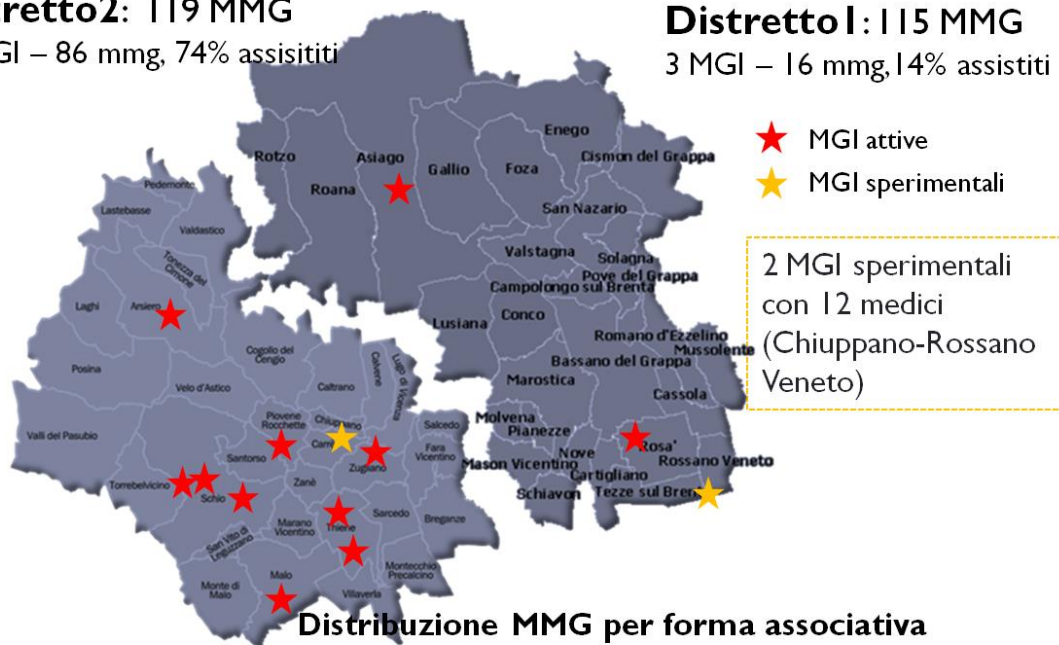 retto2: 119 MMG
GI – 86 mmg, 74% assisititi
Distretto1: 115 MMG
3 MGI – 16 mmg, 14% assistiti
MGI attive
MGI sperimentali
2 MGI sperimentali
con 12 medici
(Chiuppano-Rossano
Veneto)
Enego
Rotzo
Asiago
Cismon del Grappa
Gallio
Foza
Roana
San Nazario
Valstagna
Solagna
Pove del Grappa
Campolongo sul Brenta
Conco
Lusiana
Romano d'Ezzelino
Mussolente
Bassano del Grappa
Marostica
Cassola
Molvena
Pianezze
Rosa'
Nove
Rossano Veneto
Mason Vicentino
Cartigliano
Schiavon
Tezze sul Bren
Pedemonte
Lastebasse
Valdastico
Tonezza del
Cimone
Laghi
Arsiero
Posina
Cogollo del
Cengio
Calvene
Lugo di Vicenza
Velo d'Astico
Caltrano
Piovene
Rocchette
Chiuppano
Carr
Salcedo
Valli del Pasubio
Fara
Vicentino
Santorso
Zugliano
Torrebelvicino
Schio
Zanè
Sarcedo
Breganze
Marano
Vicentino
Thiene
San Vito di
Leguzzano
Montecchio
Precalcino
Malo
Monte di
Malo
Villaverla
Distribuzione MMG per forma associativa